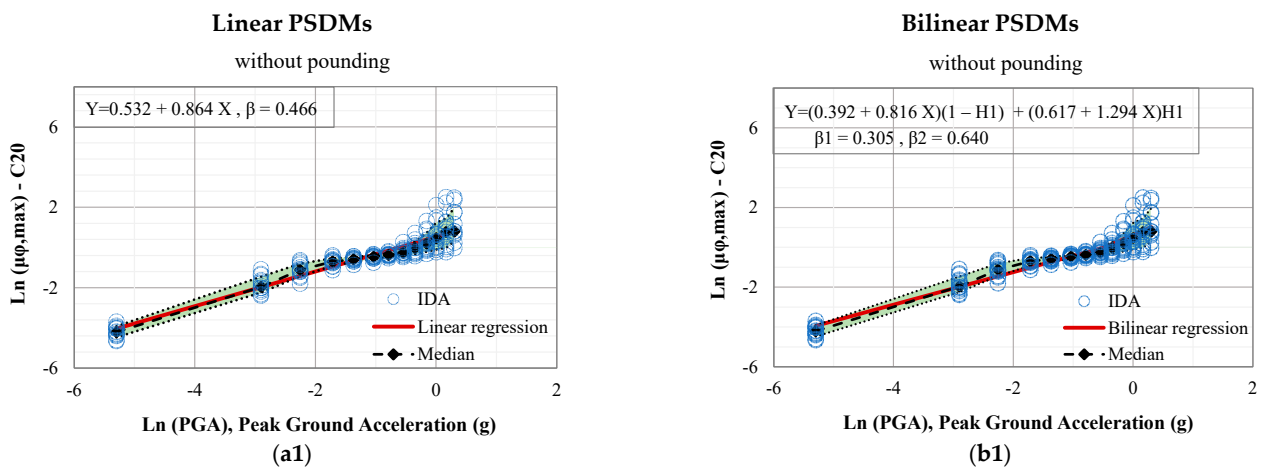 Linear PSDMs
without pounding
Y=0.532 + 0.864 X , β = 0.466
6
2
-2
-6
-6
-4
-2
0
2
Ln (μφ,max) - C20
IDA
Linear regression
Median
Ln (PGA), Peak Ground Acceleration (g)
(a1)
Bilinear PSDMs
without pounding
Y=(0.392 + 0.816 X)(1 – H1) + (0.617 + 1.294 X)H1
β1 = 0.305 , β2 = 0.640
6
2
-2
-6
-6
-4
-2
0
2
Ln (μφ,max) - C20
IDA
Bilinear regression
Median
Ln (PGA), Peak Ground Acceleration (g)
(b1)